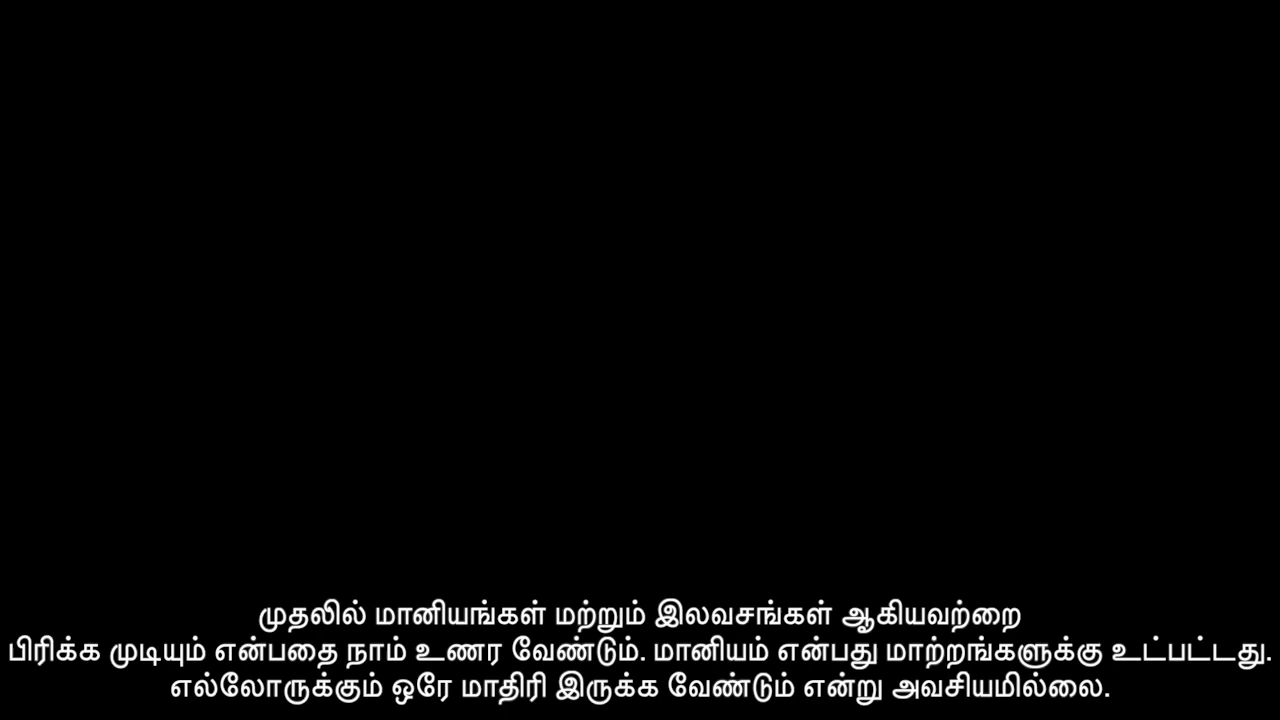 முதலில் மானியங்கள் மற்றும் இலவசங்கள் ஆகியவற்றை
பிரிக்க முடியும் என்பதை நாம் உணர வேண்டும். மானியம் என்பது மாற்றங்களுக்கு உட்பட்டது.
எல்லோருக்கும் ஒரே மாதிரி இருக்க வேண்டும் என்று அவசியமில்லை.